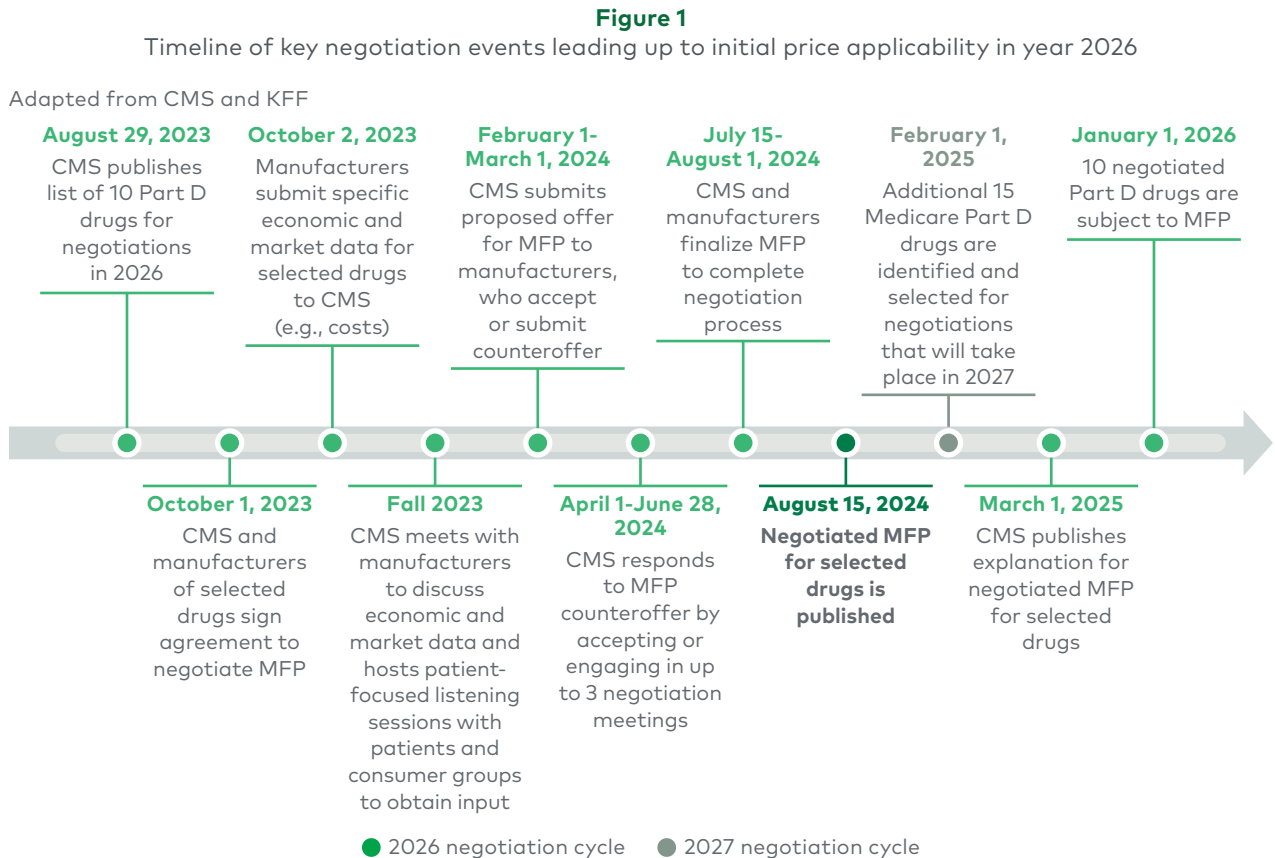 Figure 1
Timeline of key negotiation events leading up to initial price applicability in year 2026
Adapted from CMS and KFF
August 29, 2023
CMS publishes
list of 10 Part D
drugs for
negotiations
in 2026
October 2, 2023
Manufacturers
submit specific
economic and
market data for
selected drugs
to CMS
(e.g., costs)
February 1-
March 1, 2024
CMS submits
proposed offer
for MFP to
manufacturers,
who accept
or submit
counteroffer
July 15-
August 1, 2024
CMS and
manufacturers
finalize MFP
to complete
negotiation
process
February 1,
2025
Additional 15
Medicare Part D
drugs are
identified and
selected for
negotiations
that will take
place in 2027
January 1, 2026
10 negotiated
Part D drugs are
subject to MFP
October 1, 2023
CMS and
manufacturers
of selected
drugs sign
agreement to
negotiate MFP
Fall 2023
CMS meets with
manufacturers
to discuss
economic and
market data and
hosts patient-
focused listening
sessions with
patients and
consumer groups
to obtain input
April 1-June 28,
2024
CMS responds
to MFP
counteroffer by
accepting or
engaging in up
to 3 negotiation
meetings
August 15, 2024
Negotiated MFP
for selected
drugs is
published
March 1, 2025
CMS publishes
explanation for
negotiated MFP
for selected
drugs
2026 negotiation cycle
2027 negotiation cycle